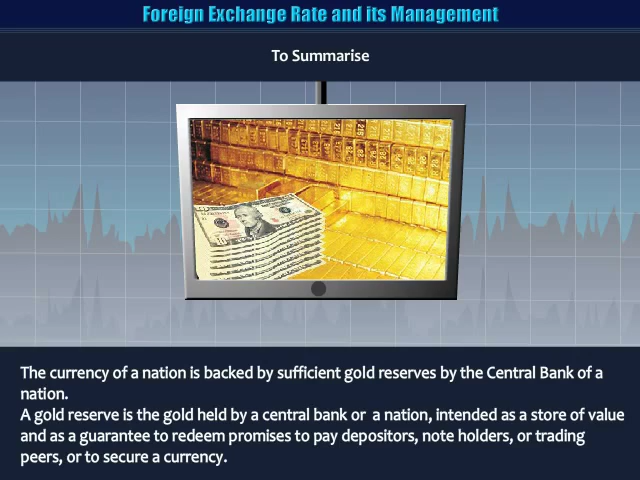 Foreign Exchange Rate and its Management
To Summarise
The currency of a nation is backed by sufficient gold reserves by the Central Bank of a
nation.
A gold reserve is the gold held by a central bank or  a nation, intended as a store of value
and as a guarantee to redeem promises to pay depositors, note holders, or trading
peers, or to secure a currency.